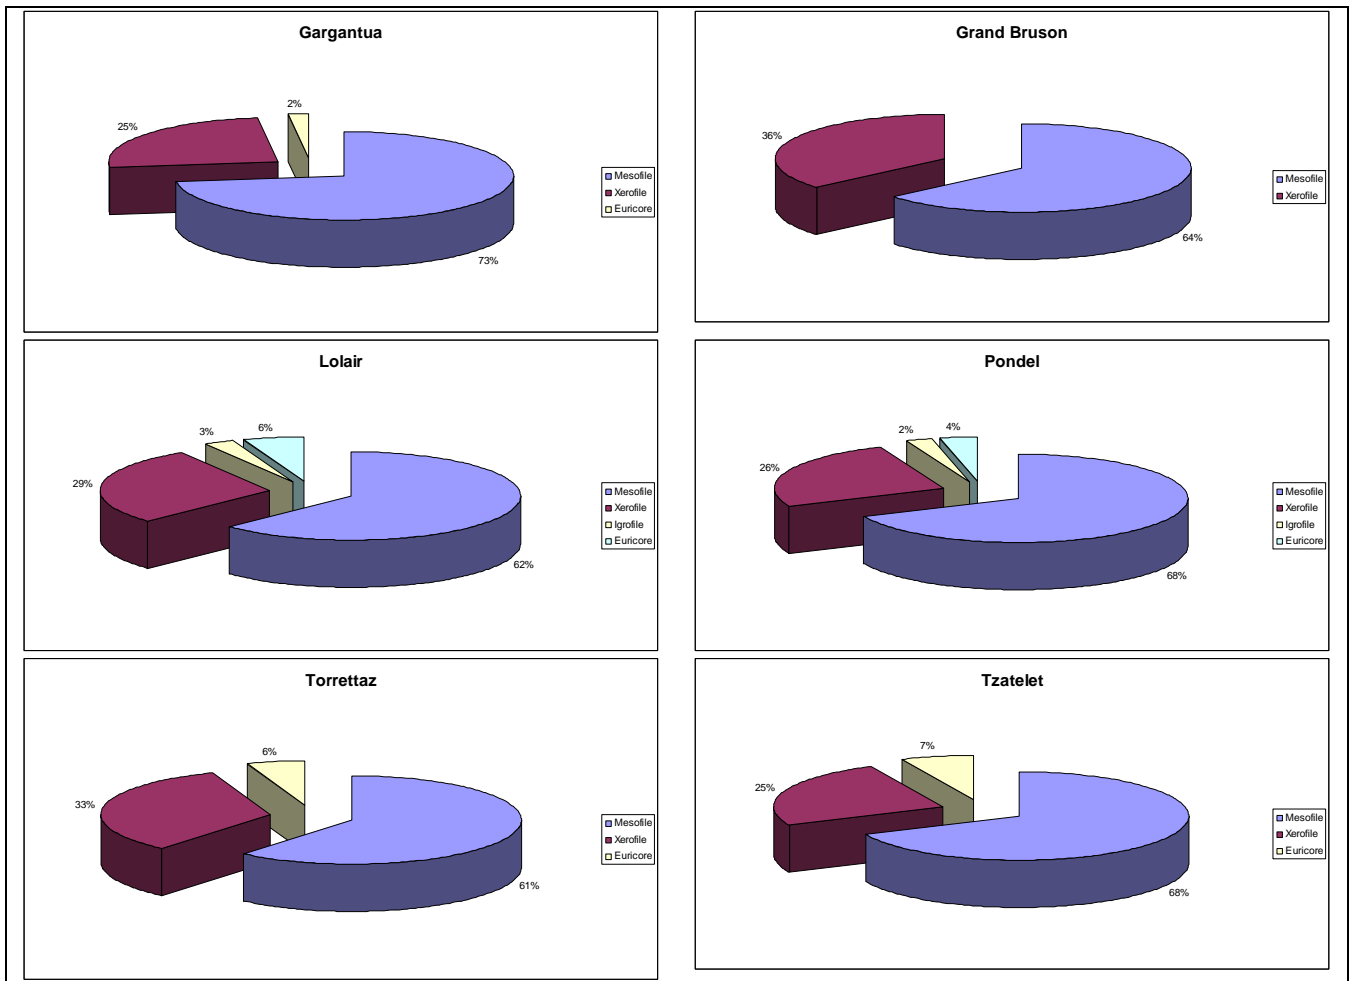 Gargantua
2%
25%
73%
Mesofile
Xerofile
Euricore
Grand Bruson
36%
64%
Mesofile
Xerofile
Lolair
3%
6%
29%
62%
Mesofile
Xerofile
Igrofile
Euricore
Pondel
2%
4%
26%
68%
Mesofile
Xerofile
Igrofile
Euricore
Torrettaz
6%
33%
61%
Mesofile
Xerofile
Euricore
Tzatelet
7%
25%
68%
Mesofile
Xerofile
Euricore